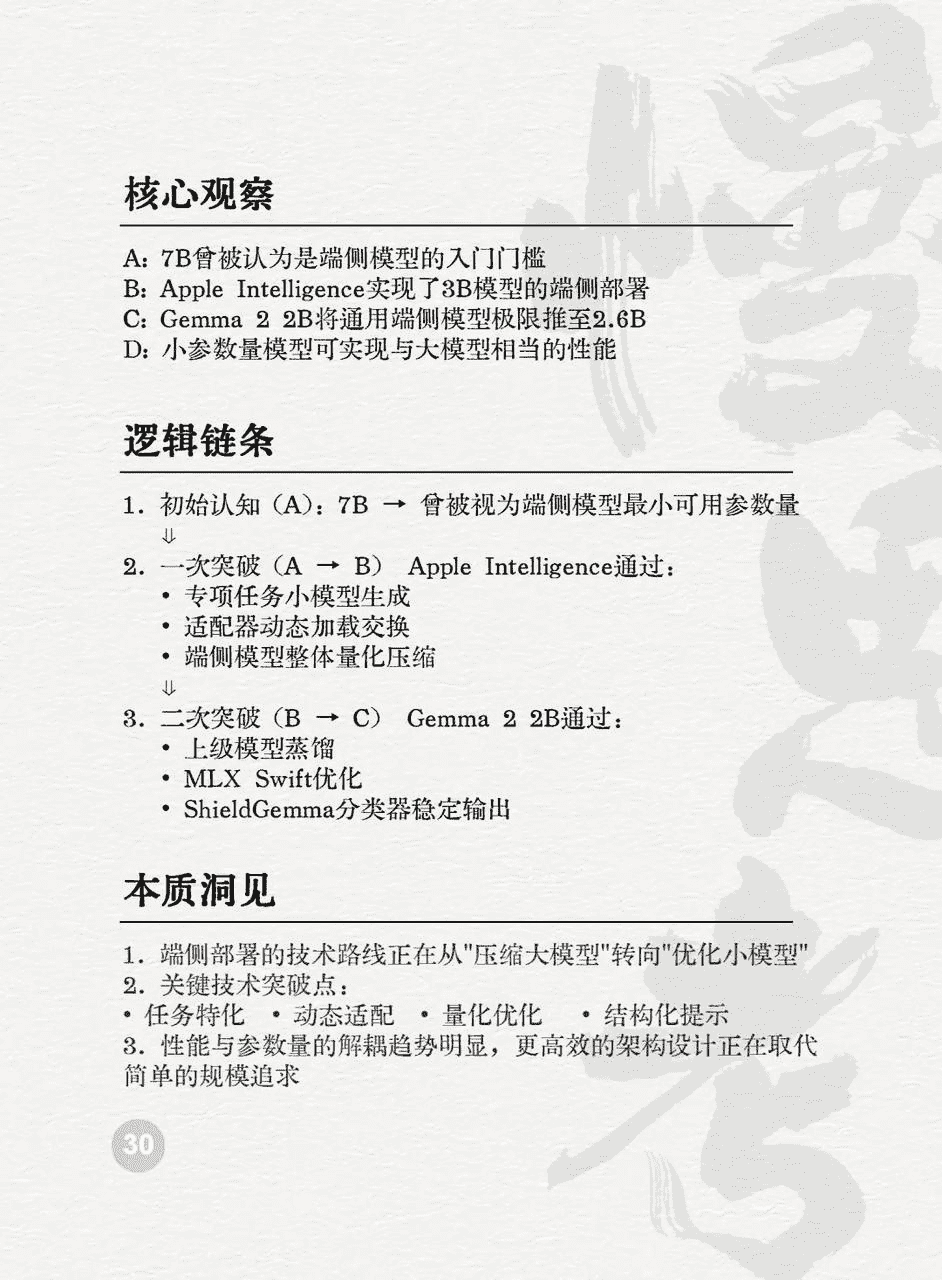 核心观察
A: 7B曾被认为是端侧模型的入门门槛
B: Apple Intelligence实现了3B模型的端侧部署
C: Gemma 2 2B将通用端侧模型极限推至2.6B
D: 小参数量模型可实现与大模型相当的性能
逻辑链条
1. 初始认知（A）: 7B → 曾被视为端侧模型最小可用参数量
⇓
2. 一次突破（A → B） Apple Intelligence通过:
• 专项任务小模型生成
• 适配器动态加载交换
• 端侧模型整体量化压缩
⇓
3. 二次突破（B → C） Gemma 2 2B通过:
• 上级模型蒸馏
• MLX Swift优化
• ShieldGemma分类器稳定输出
本质洞见
1. 端侧部署的技术路线正在从"压缩大模型"转向"优化小模型"
2. 关键技术突破点:
• 任务特化 • 动态适配 • 量化优化 • 结构化提示
3. 性能与参数量的解耦趋势明显，更高效的架构设计正在取代
简单的规模追求
30
慢思考